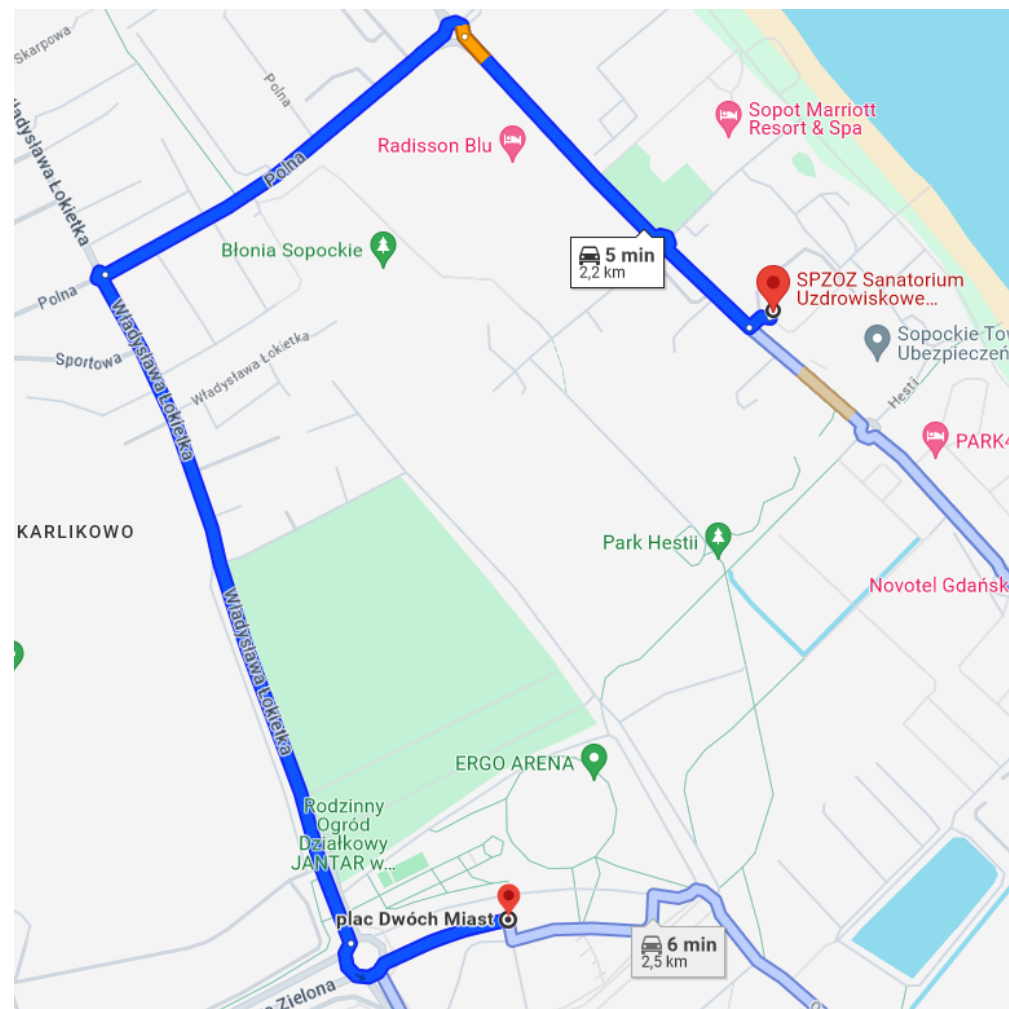 Skarpowa
Polna
ładysława Łokietka
Sopot Marriott
Resort & Spa
Radisson Blu
Polna
Błonia Sopockie
5 min
2,2 km
SPZOZ Sanatorium
Uzdrowiskowe...
Polna
Władysława Łokietka
Sopockie Tow
Ubezpieczeń
Sportowa
Władysława Łokietka
Hesti
PARK4
KARLIKOWO
Park Hestii
Novotel Gdańsk
Władysława Łokietka
ERGO ARENA
Rodzinny
Ogród
Działkowy
JANTAR w...
plac Dwóch Miast
6 min
2,5 km
Zielona